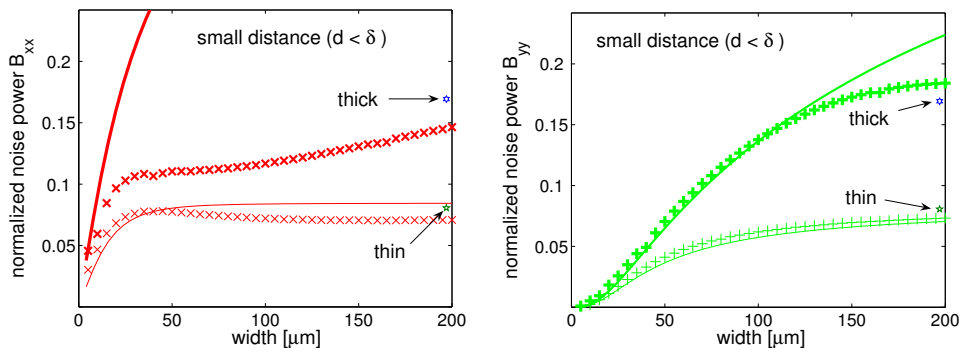 small distance (d < δ )
normalized noise power B_xx
0.2
0.15
0.1
0.05
thick
thin
0
50
100
150
200
width [μm]
small distance (d < δ )
normalized noise power B_yy
0.2
0.15
0.1
0.05
thick
thin
0
50
100
150
200
width [μm]